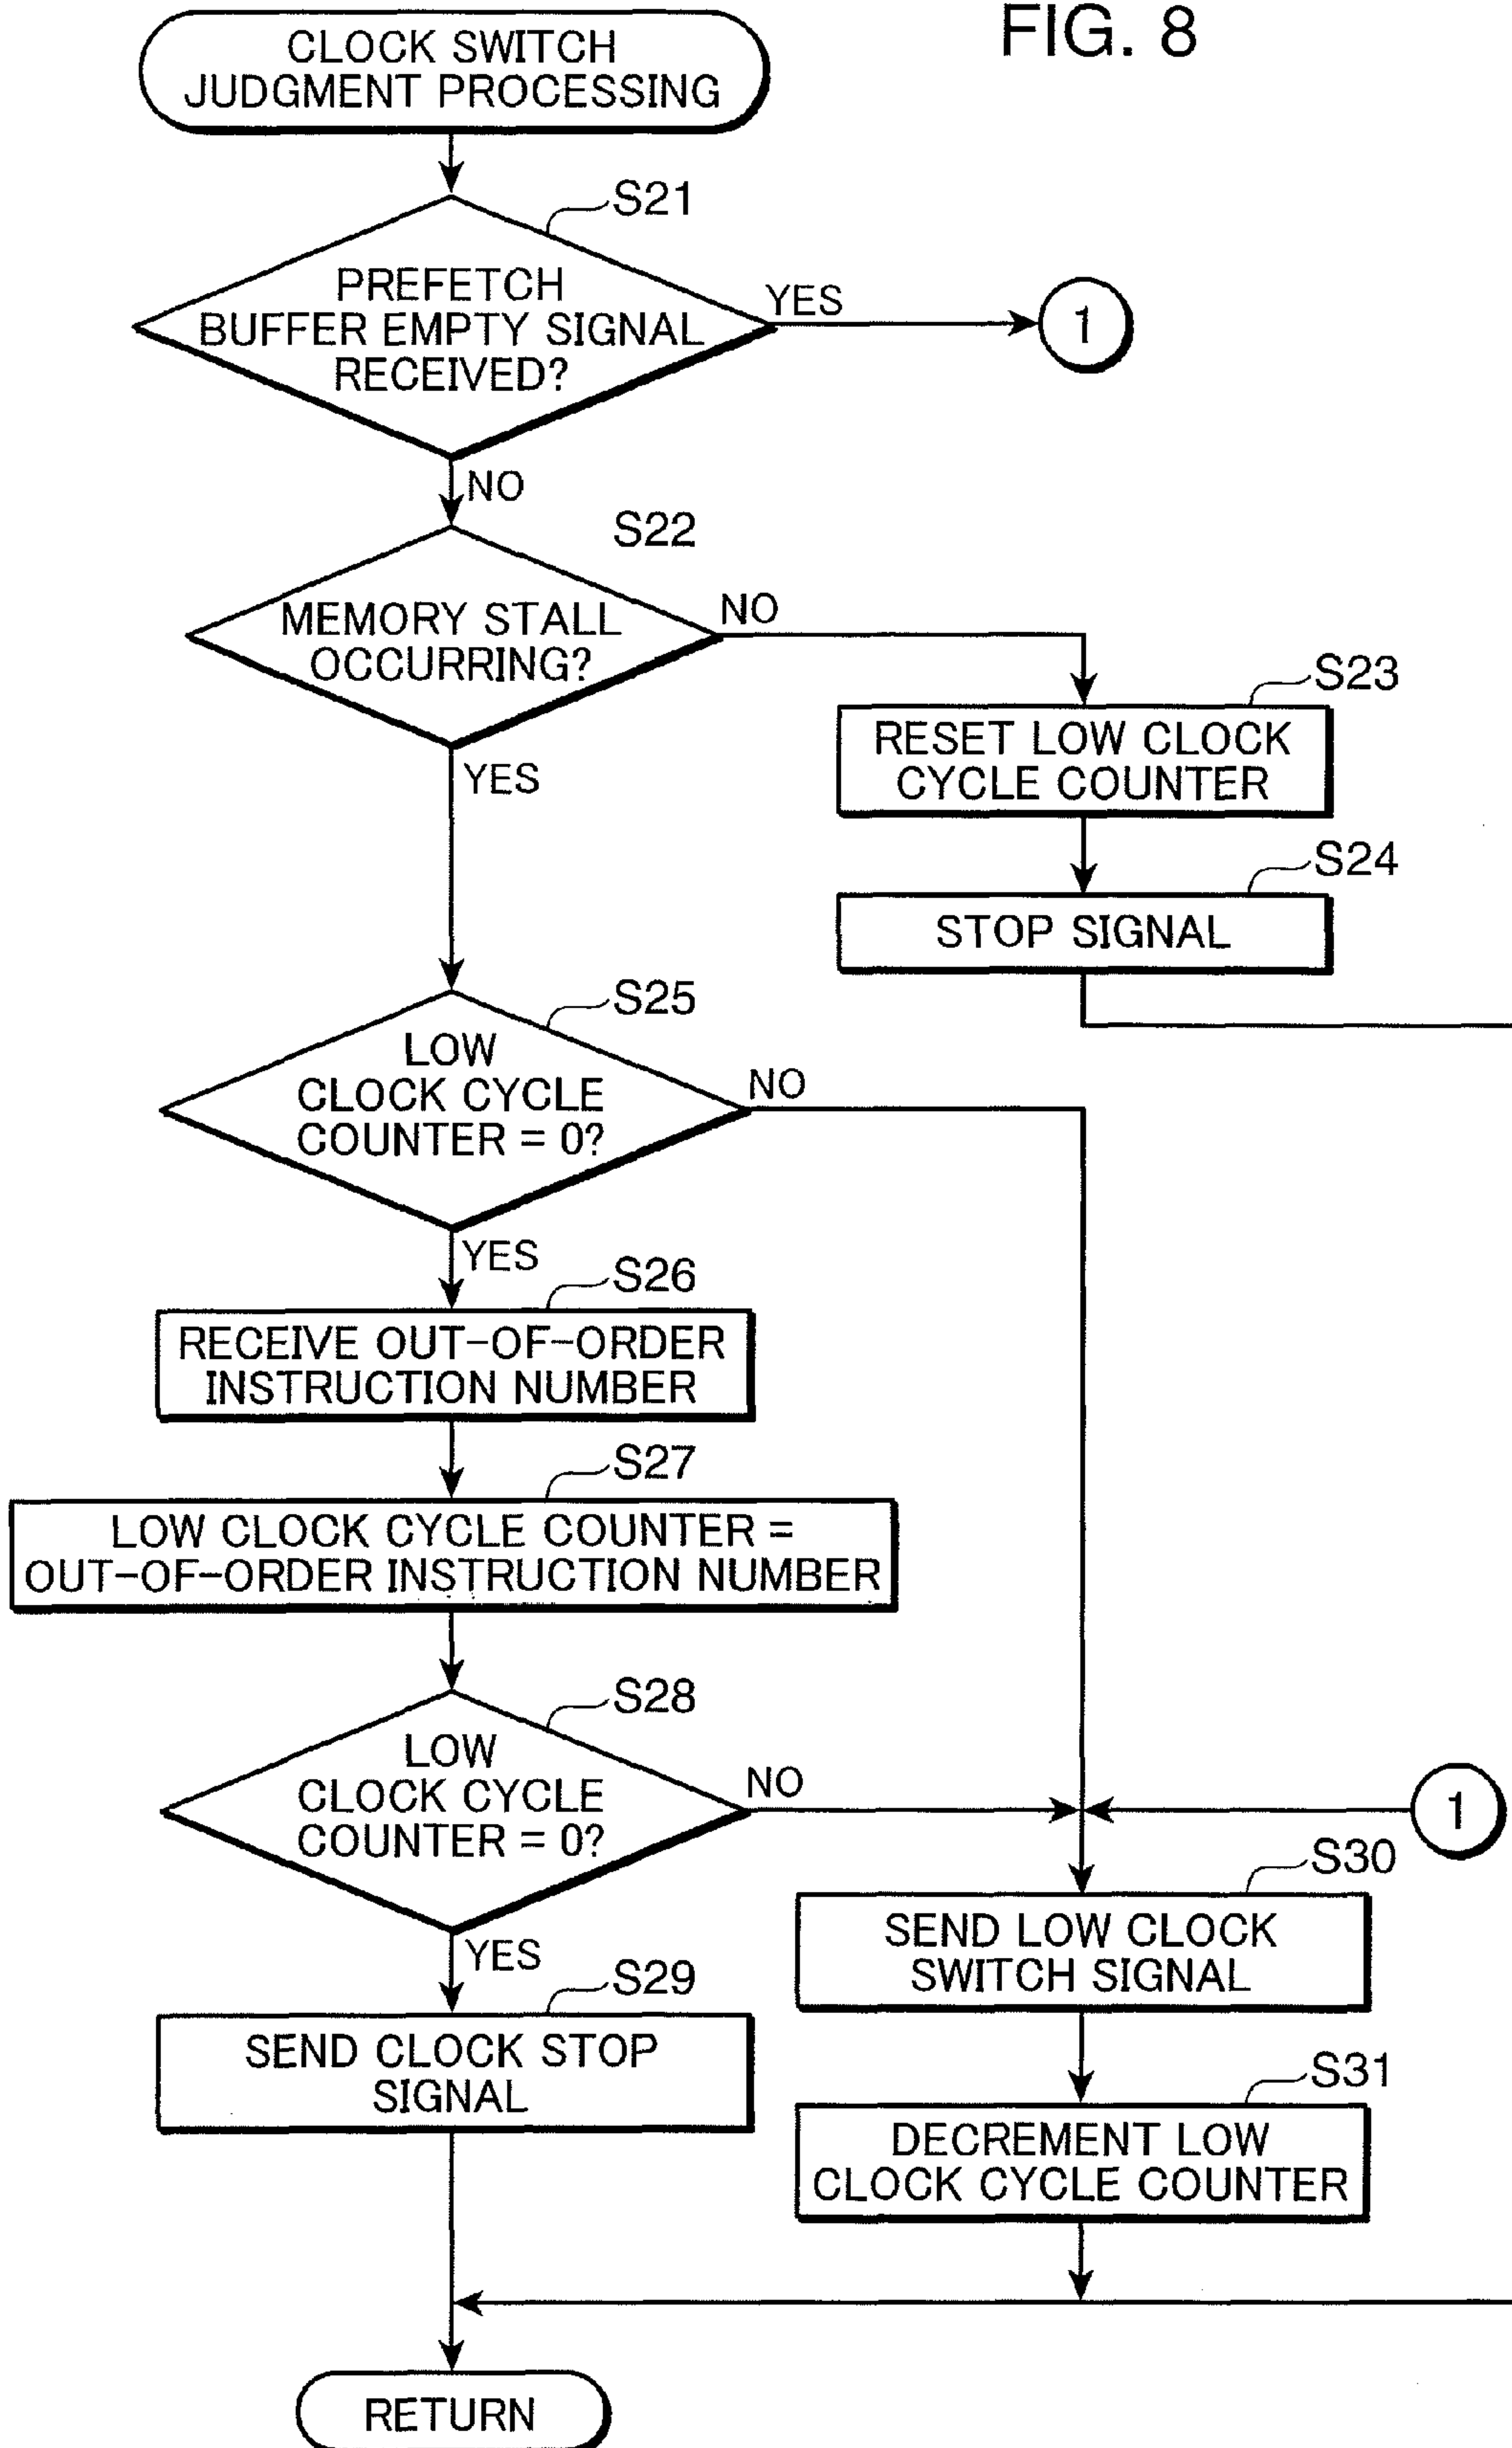 FIG. 8
CLOCK SWITCH
JUDGMENT PROCESSING
S21
PREFETCH
BUFFER EMPTY SIGNAL
RECEIVED?
YES
1
NO
S22
MEMORY STALL
OCCURRING?
NO
YES
S23
RESET LOW CLOCK
CYCLE COUNTER
S24
STOP SIGNAL
S25
LOW
CLOCK CYCLE
COUNTER = 0?
NO
YES
S26
RECEIVE OUT-OF-ORDER
INSTRUCTION NUMBER
S27
LOW CLOCK CYCLE COUNTER =
OUT-OF-ORDER INSTRUCTION NUMBER
S28
LOW
CLOCK CYCLE
COUNTER = 0?
NO
1
YES
S29
SEND CLOCK STOP
SIGNAL
S30
SEND LOW CLOCK
SWITCH SIGNAL
S31
DECREMENT LOW
CLOCK CYCLE COUNTER
RETURN